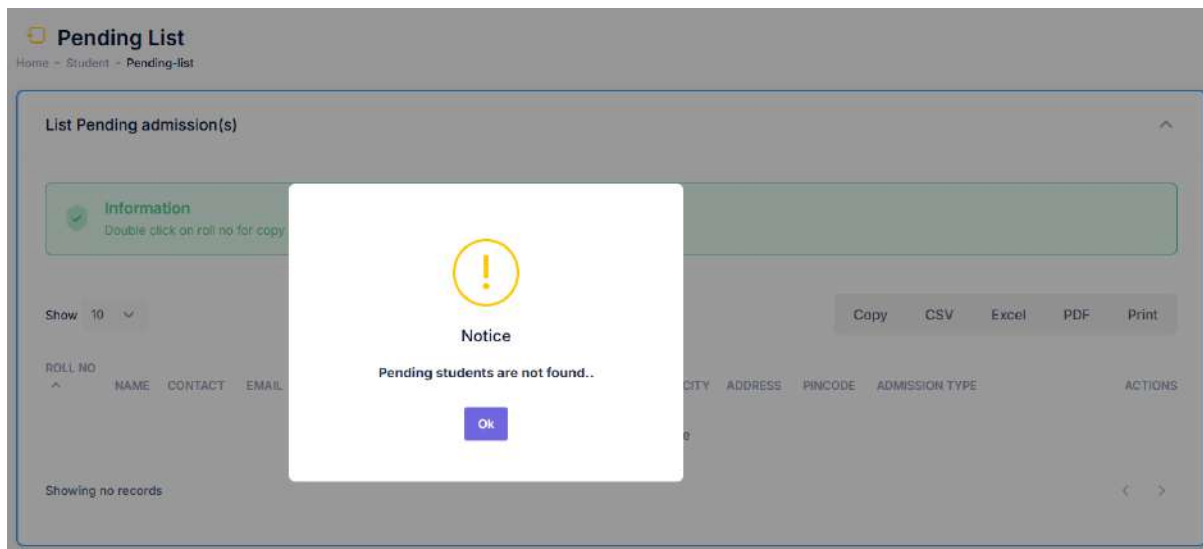 Pending List
Home - Student - Pending-list
List Pending admission(s)
Information
Double click on roll no for copy
Notice
Pending students are not found..
Ok
Show 10
Copy CSV Excel PDF Print
ROLL NO NAME CONTACT EMAIL CITY ADDRESS PINCODE ADMISSION TYPE ACTIONS
Showing no records